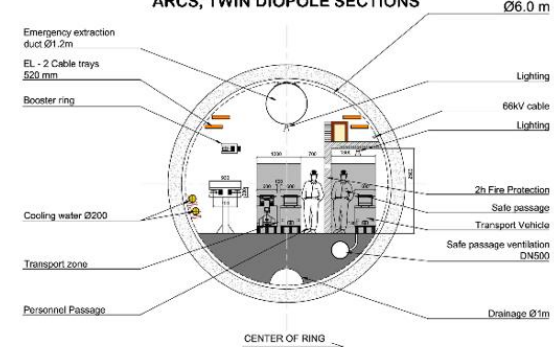 ARCS, TWIN DIOPOLE SECTIONS
Ø6.0 m
Emergency extraction
duct Ø1.2m
EL - 2 Cable trays
520 mm
Booster ring
Cooling water Ø200
Transport zone
Personnel Passage
Lighting
66kV cable
Lighting
2h Fire Protection
Safe passage
Transport Vehicle
Safe passage ventilation
DN500
Drainage Ø1m
700
CENTER OF RING